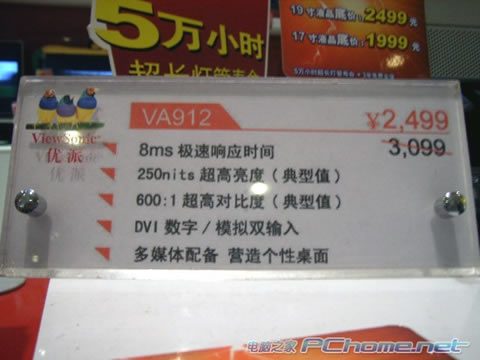 5万小时
19寸液晶底价:2499元
17寸液晶底价:1999元
VA912
¥2,499
3,099
ViewSonic
优派
8ms 极速响应时间
250nits 超高亮度(典型值)
600:1 超高对比度(典型值)
DVI 数字/模拟双输入
多媒体配备 营造个性桌面
电脑之家 PChome.net